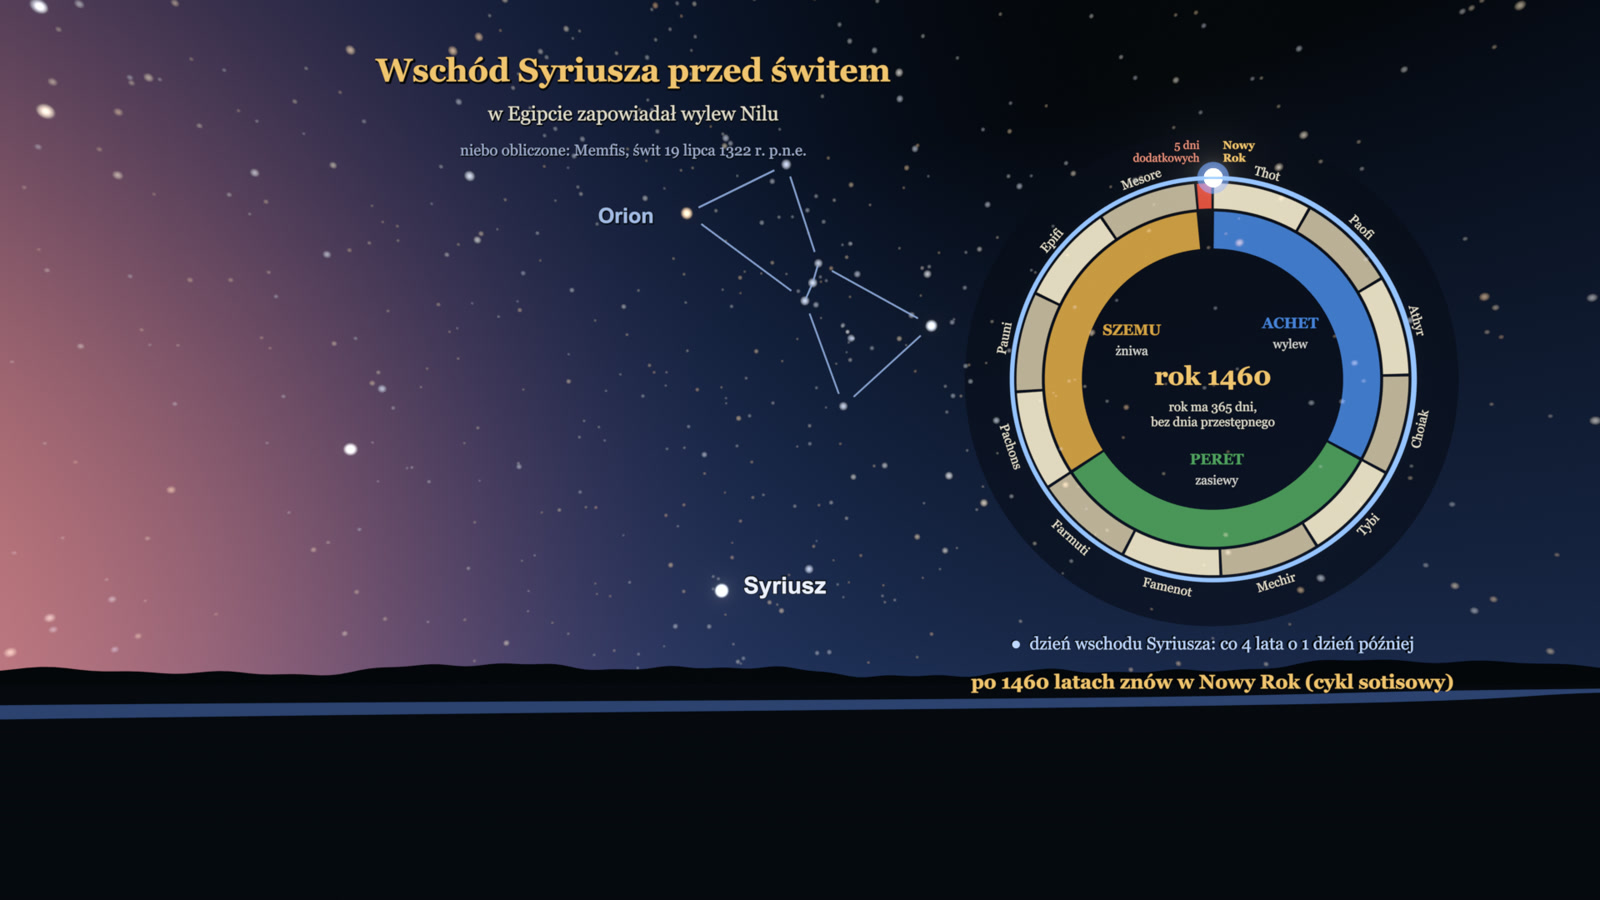 Wschód Syriusza przed świtem
w Egipcie zapowiadał wylew Nilu
niebo obliczone: Memfis, świt 19 lipca 1322 r. p.n.e.
Orion
Syriusz
5 dni
dodatkowych
Nowy
Rok
Thot
Paofi
Athyr
Choiak
Tybi
Mechir
Famenot
Farmuti
Pachons
Pauni
Epifi
Mesore
SZEMU
żniwa
ACHET
wylew
rok 1460
rok ma 365 dni,
bez dnia przestępnego
PERET
zasiewy
dzień wschodu Syriusza: co 4 lata o 1 dzień później
po 1460 latach znów w Nowy Rok (cykl sotisowy)